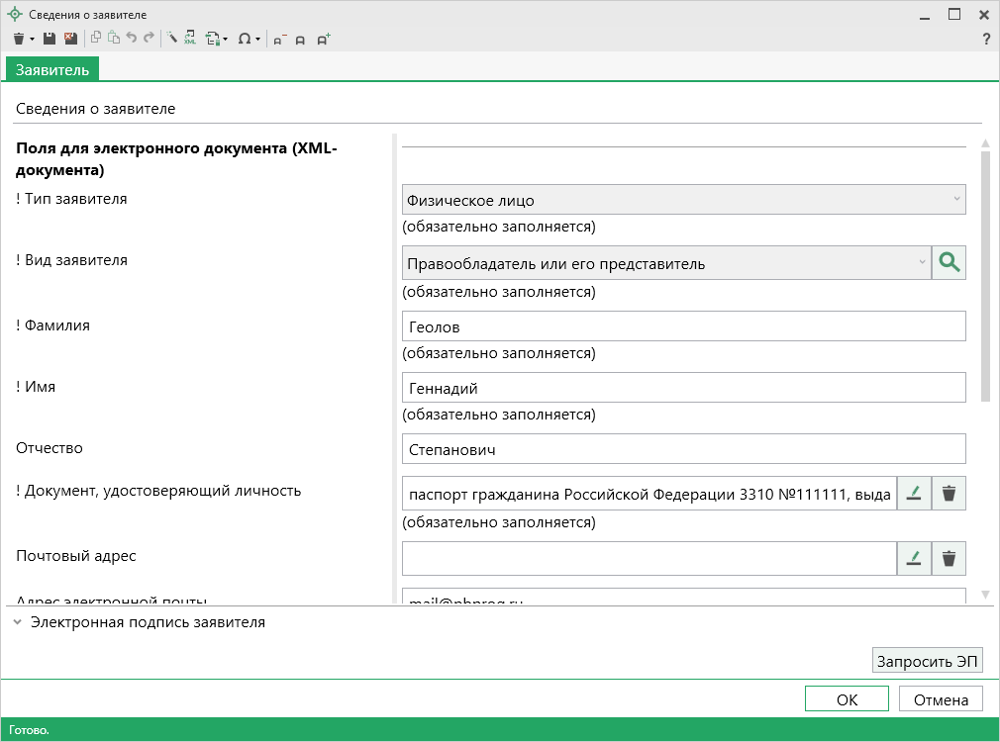 Сведения о заявителе
?
Заявитель
Сведения о заявителе
Поля для электронного документа (XML-
документа)
! Тип заявителя
Физическое лицо
(обязательно заполняется)
! Вид заявителя
Правообладатель или его представитель
(обязательно заполняется)
! Фамилия
Геолов
(обязательно заполняется)
! Имя
Геннадий
(обязательно заполняется)
Отчество
Степанович
! Документ, удостоверяющий личность
паспорт гражданина Российской Федерации 3310 №111111, выда
(обязательно заполняется)
Почтовый адрес
Адрес электронной почты
Электронная подпись заявителя
Запросить ЭП
OK
Отмена
Готово.